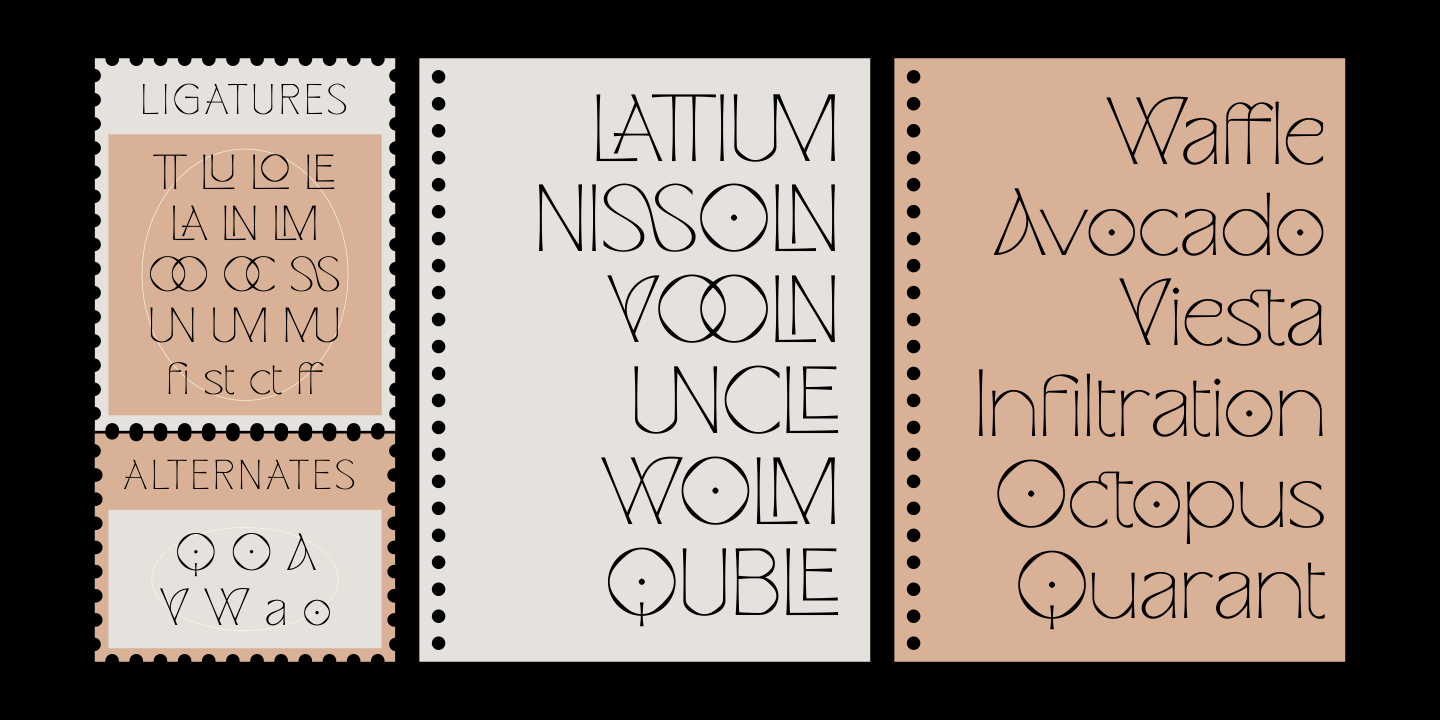 LIGATURES
TT LU LO LE
LA LN LM
OO OC SS
UN UM MU
fi st ct ff
ALTERNATES
Q O A
V W a o
LATTIUM
NISSOLN
VOOLN
UNCLE
WOLM
QUBLE
Waffle
Avocado
Viesta
Infiltration
Octopus
Quarant